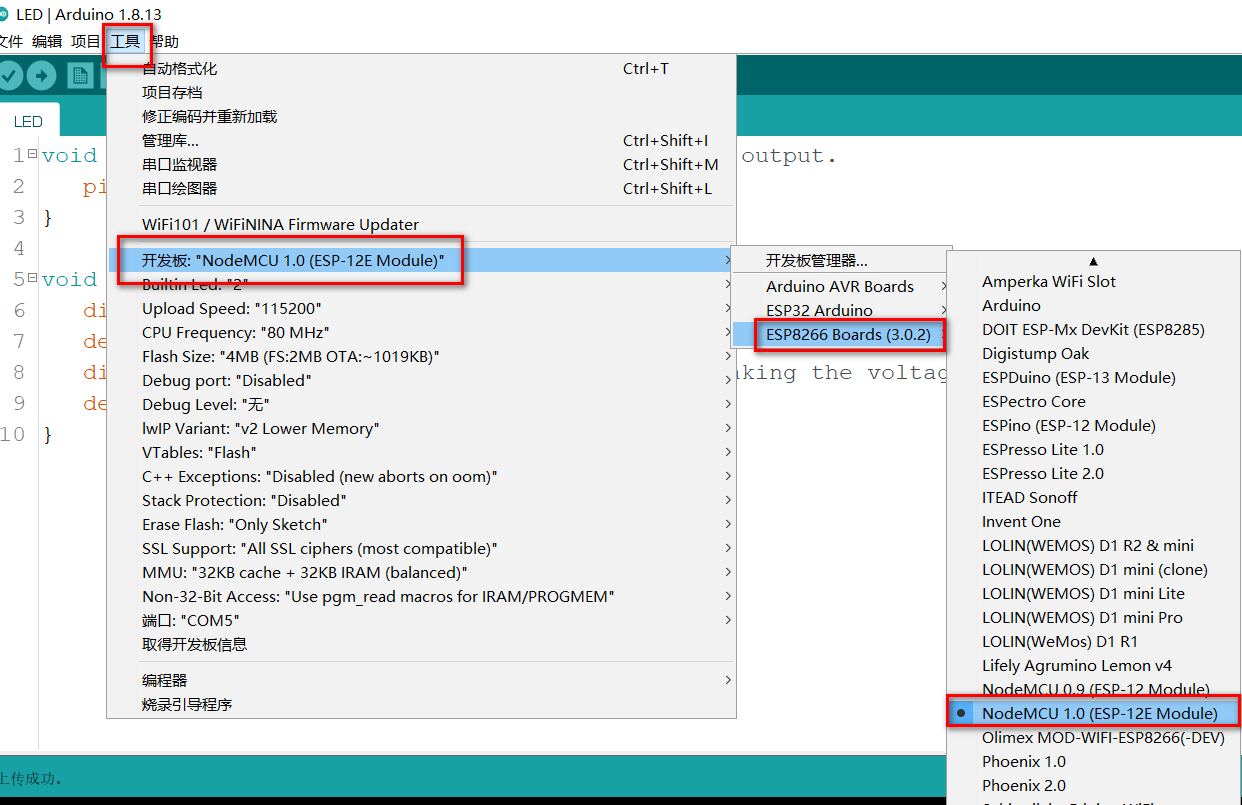 LED | Arduino 1.8.13
文件 编辑 项目 工具 帮助
自动格式化 Ctrl+T
项目存档
修正编码并重新加载
管理库... Ctrl+Shift+I
串口监视器 Ctrl+Shift+M
串口绘图器 Ctrl+Shift+L
WiFi101 / WiFiNINA Firmware Updater
开发板: "NodeMCU 1.0 (ESP-12E Module)"
Builtin Led: "2"
Upload Speed: "115200"
CPU Frequency: "80 MHz"
Flash Size: "4MB (FS:2MB OTA:~1019KB)"
Debug port: "Disabled"
Debug Level: "无"
lwIP Variant: "v2 Lower Memory"
VTables: "Flash"
C++ Exceptions: "Disabled (new aborts on oom)"
Stack Protection: "Disabled"
Erase Flash: "Only Sketch"
SSL Support: "All SSL ciphers (most compatible)"
MMU: "32KB cache + 32KB IRAM (balanced)"
Non-32-Bit Access: "Use pgm_read macros for IRAM/PROGMEM"
端口: "COM5"
取得开发板信息
编程器
烧录引导程序
开发板管理器...
Arduino AVR Boards
ESP32 Arduino
ESP8266 Boards (3.0.2)
Amperka WiFi Slot
Arduino
DOIT ESP-Mx DevKit (ESP8285)
Digistump Oak
ESPDuino (ESP-13 Module)
ESPectro Core
ESPino (ESP-12 Module)
ESPresso Lite 1.0
ESPresso Lite 2.0
ITEAD Sonoff
Invent One
LOLIN(WEMOS) D1 R2 & mini
LOLIN(WEMOS) D1 mini (clone)
LOLIN(WEMOS) D1 mini Lite
LOLIN(WEMOS) D1 mini Pro
LOLIN(WeMos) D1 R1
Lifely Agrumino Lemon v4
NodeMCU 0.9 (ESP-12 Module)
NodeMCU 1.0 (ESP-12E Module)
Olimex MOD-WIFI-ESP8266(-DEV)
Phoenix 1.0
Phoenix 2.0
LED
1 void output.
2 pi
3 }
4
5 void
6 di
7 de
8 di king the voltag
9 de
10 }
上传成功。